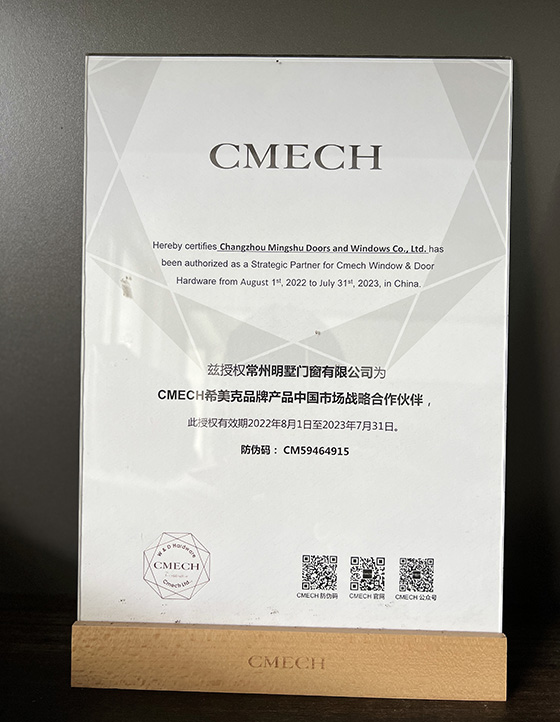 CMECH
Hereby certifies Changzhou Mingshu Doors and Windows Co., Ltd. has
been authorized as a Strategic Partner for Cmech Window & Door
Hardware from August 1st, 2022 to July 31st, 2023, in China.
兹授权常州明墅门窗有限公司为
CMECH希美克品牌产品中国市场战略合作伙伴，
此授权有效期2022年8月1日至2023年7月31日。
防伪码： CM59464915
W & D Hardware
CMECH
Cmech Ltd.
CMECH 防伪码 CMECH 官网 CMECH 公众号
CMECH